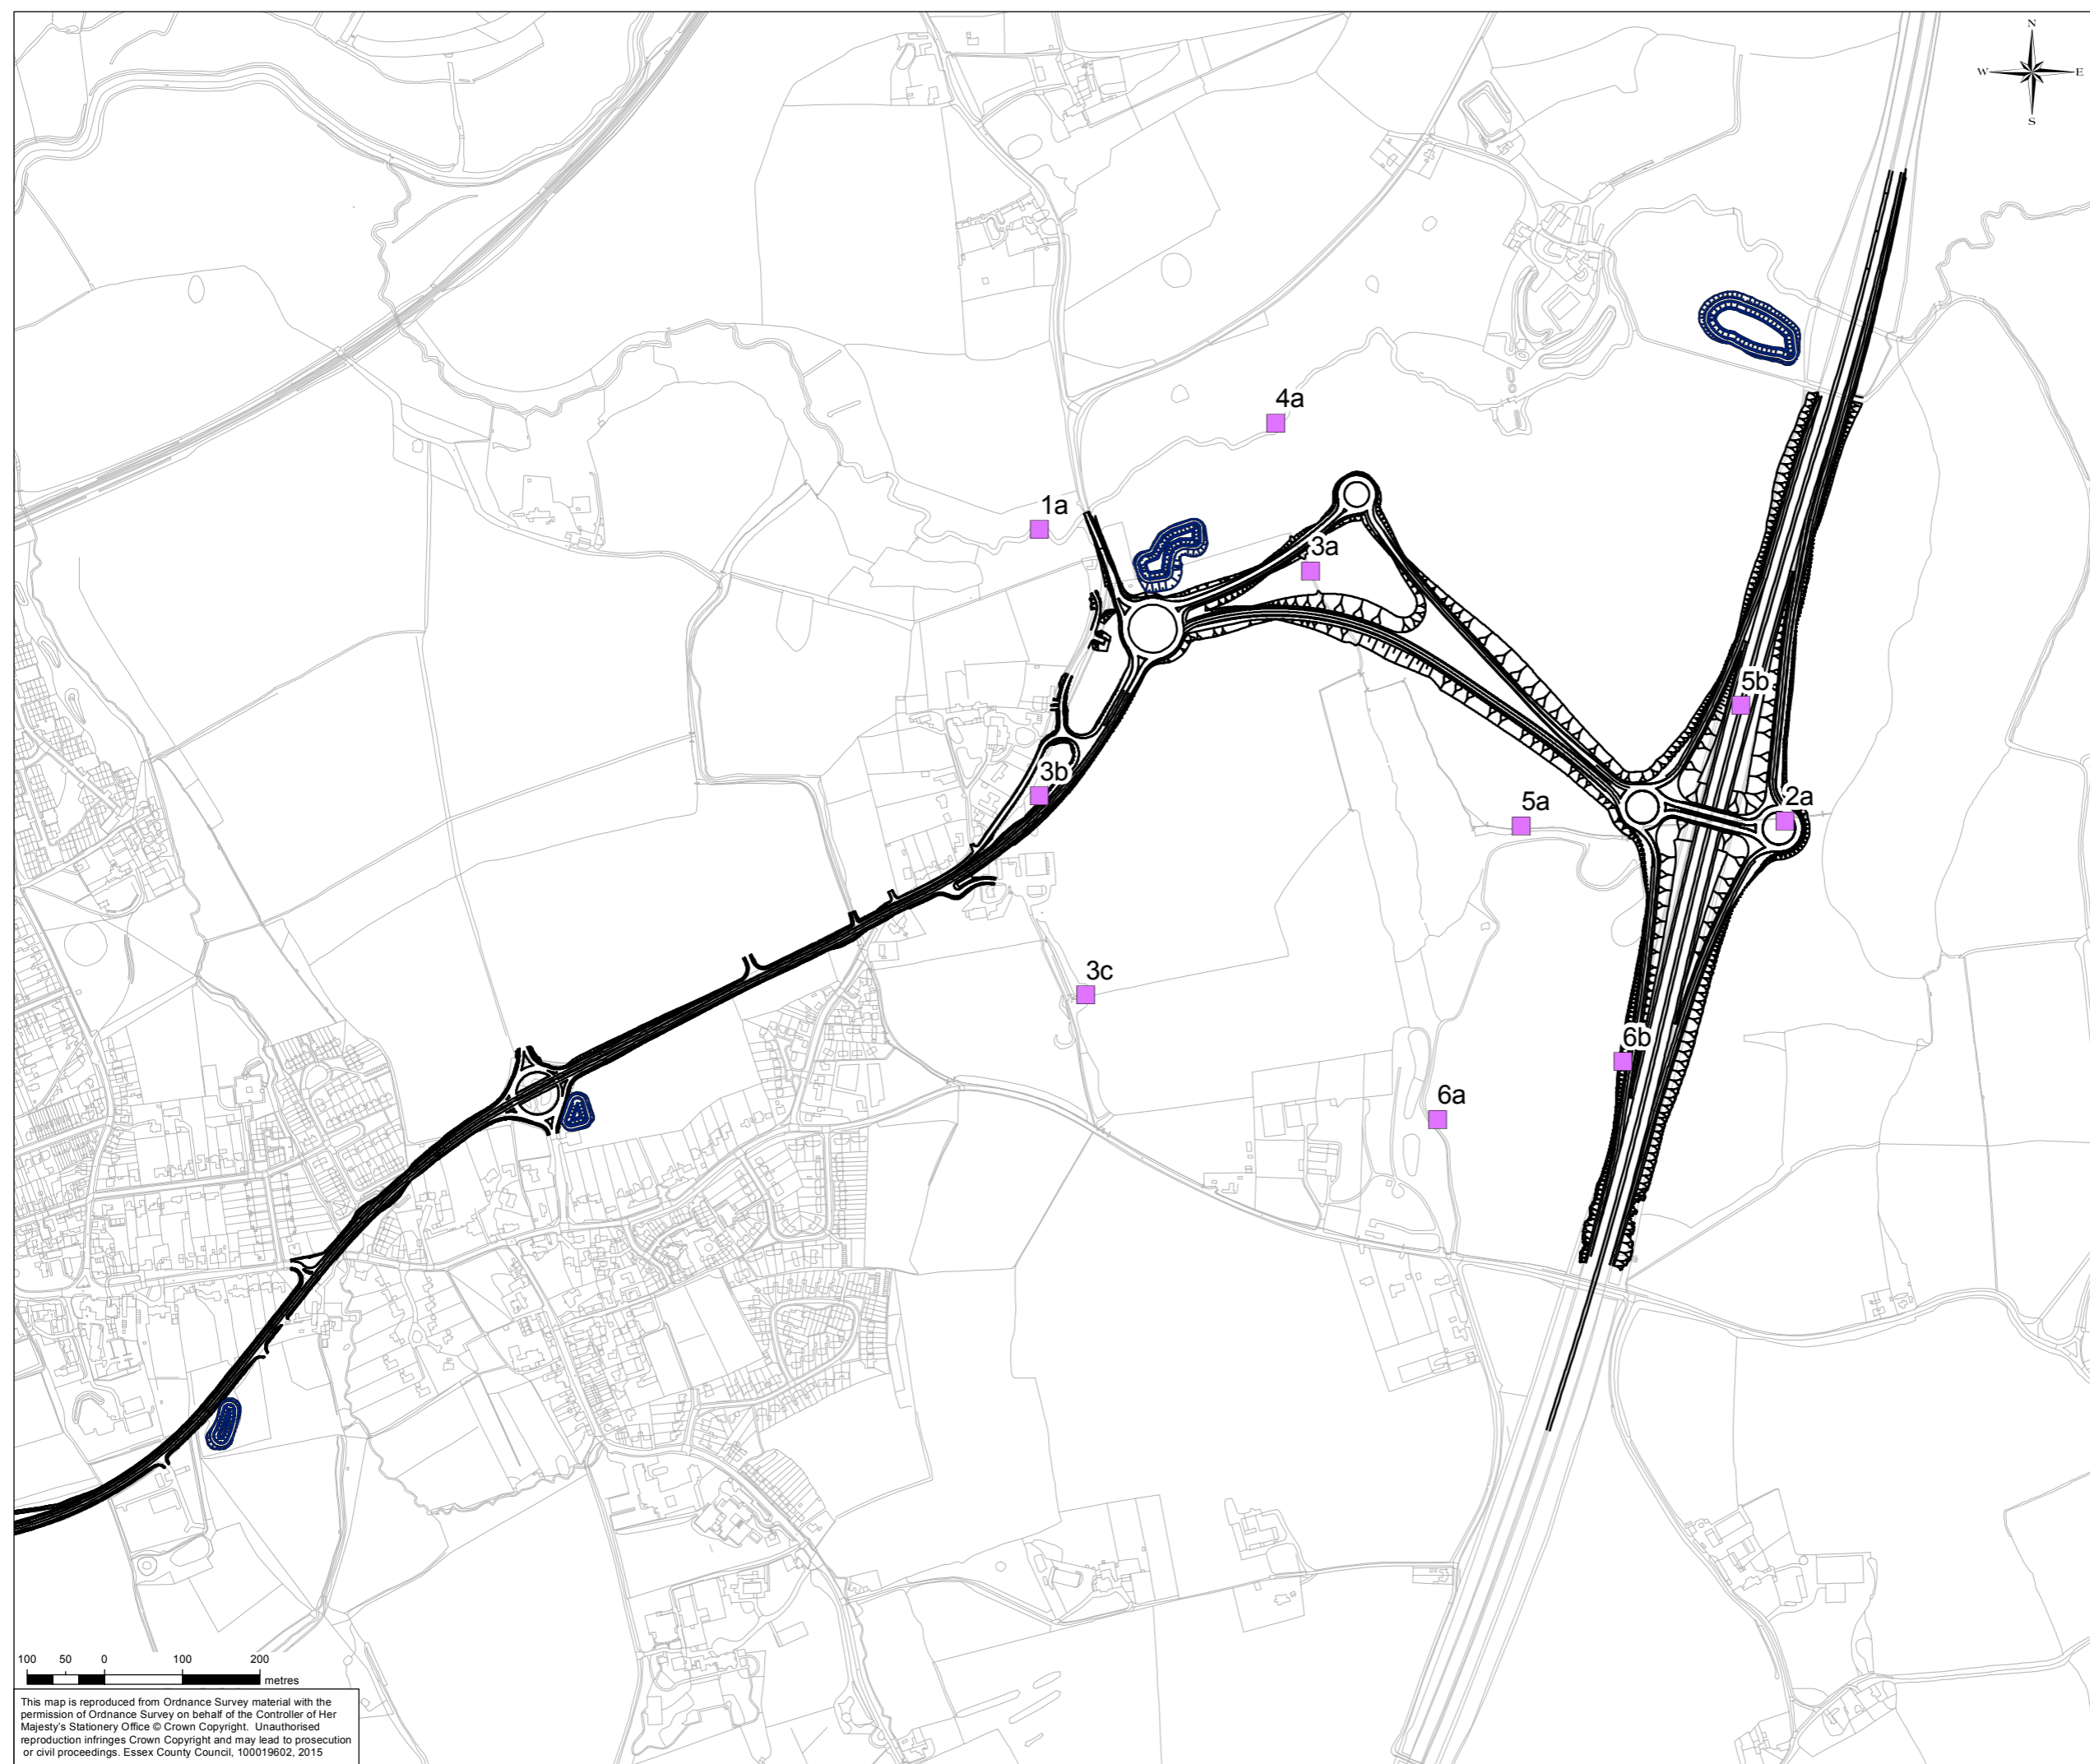 N
W E
S
4a
1a
3a
5b
3b
2a
5a
3c
6b
6a
100 50 0 100 200
metres
This map is reproduced from Ordnance Survey material with the
permission of Ordnance Survey on behalf of the Controller of Her
Majesty's Stationery Office © Crown Copyright. Unauthorised
reproduction infringes Crown Copyright and may lead to prosecution
or civil proceedings. Essex County Council, 100019602, 2015